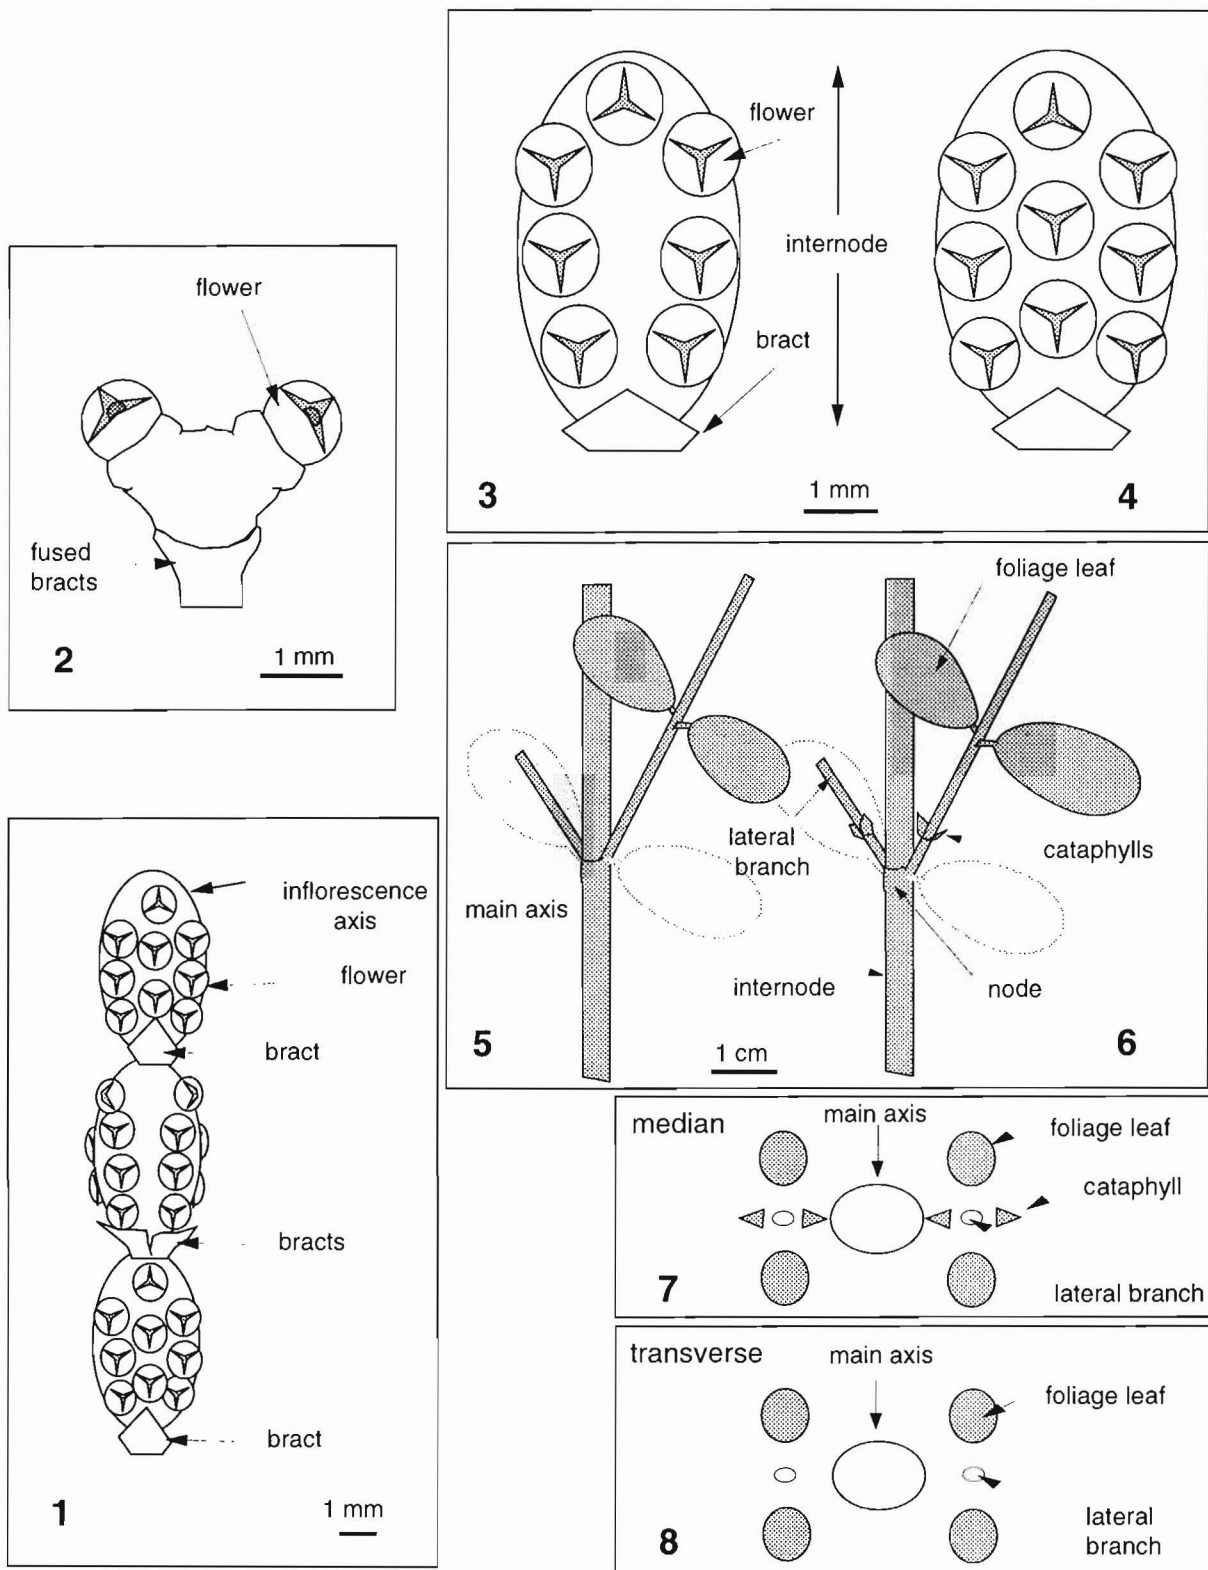 flower
internode
bract
3
1 mm
4
flower
fused
bracts
2
1 mm
foliage leaf
lateral
branch
cataphylls
main axis
internode
node
5
1 cm
6
inflorescence
axis
flower
bract
bracts
bract
1
1 mm
median
main axis
foliage leaf
cataphyll
7
lateral branch
transverse
main axis
foliage leaf
8
lateral
branch